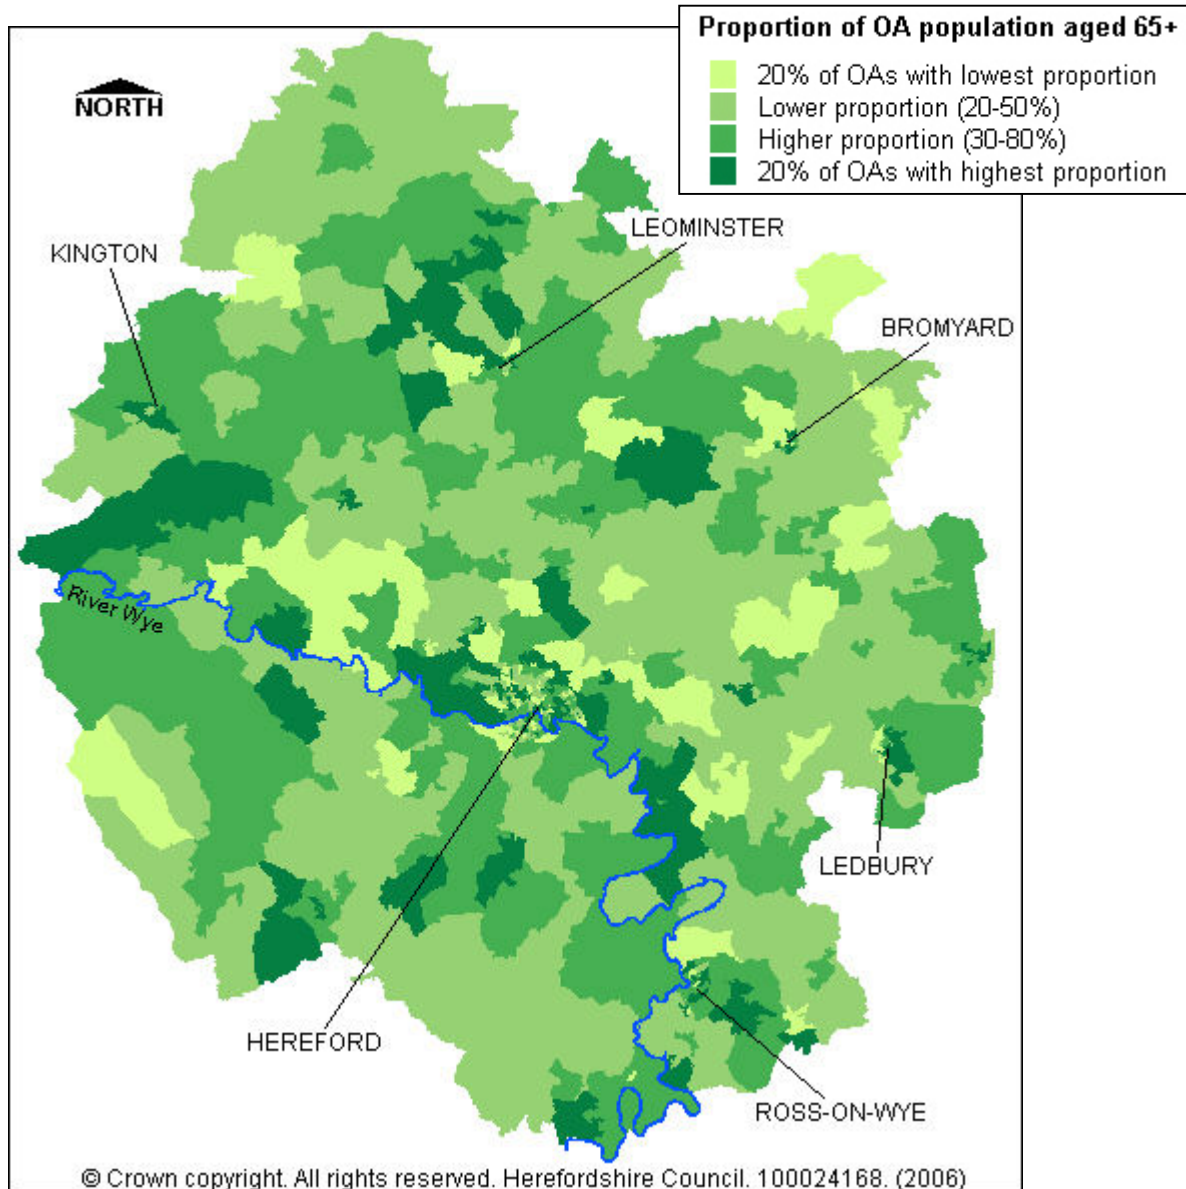 Proportion of OA population aged 65+
20% of OAs with lowest proportion
Lower proportion (20-50%)
Higher proportion (30-80%)
20% of OAs with highest proportion
NORTH
LEOMINSTER
KINGTON
BROMYARD
River Wye
LEDBURY
HEREFORD
ROSS-ON-WYE
© Crown copyright. All rights reserved. Herefordshire Council. 100024168. (2006)